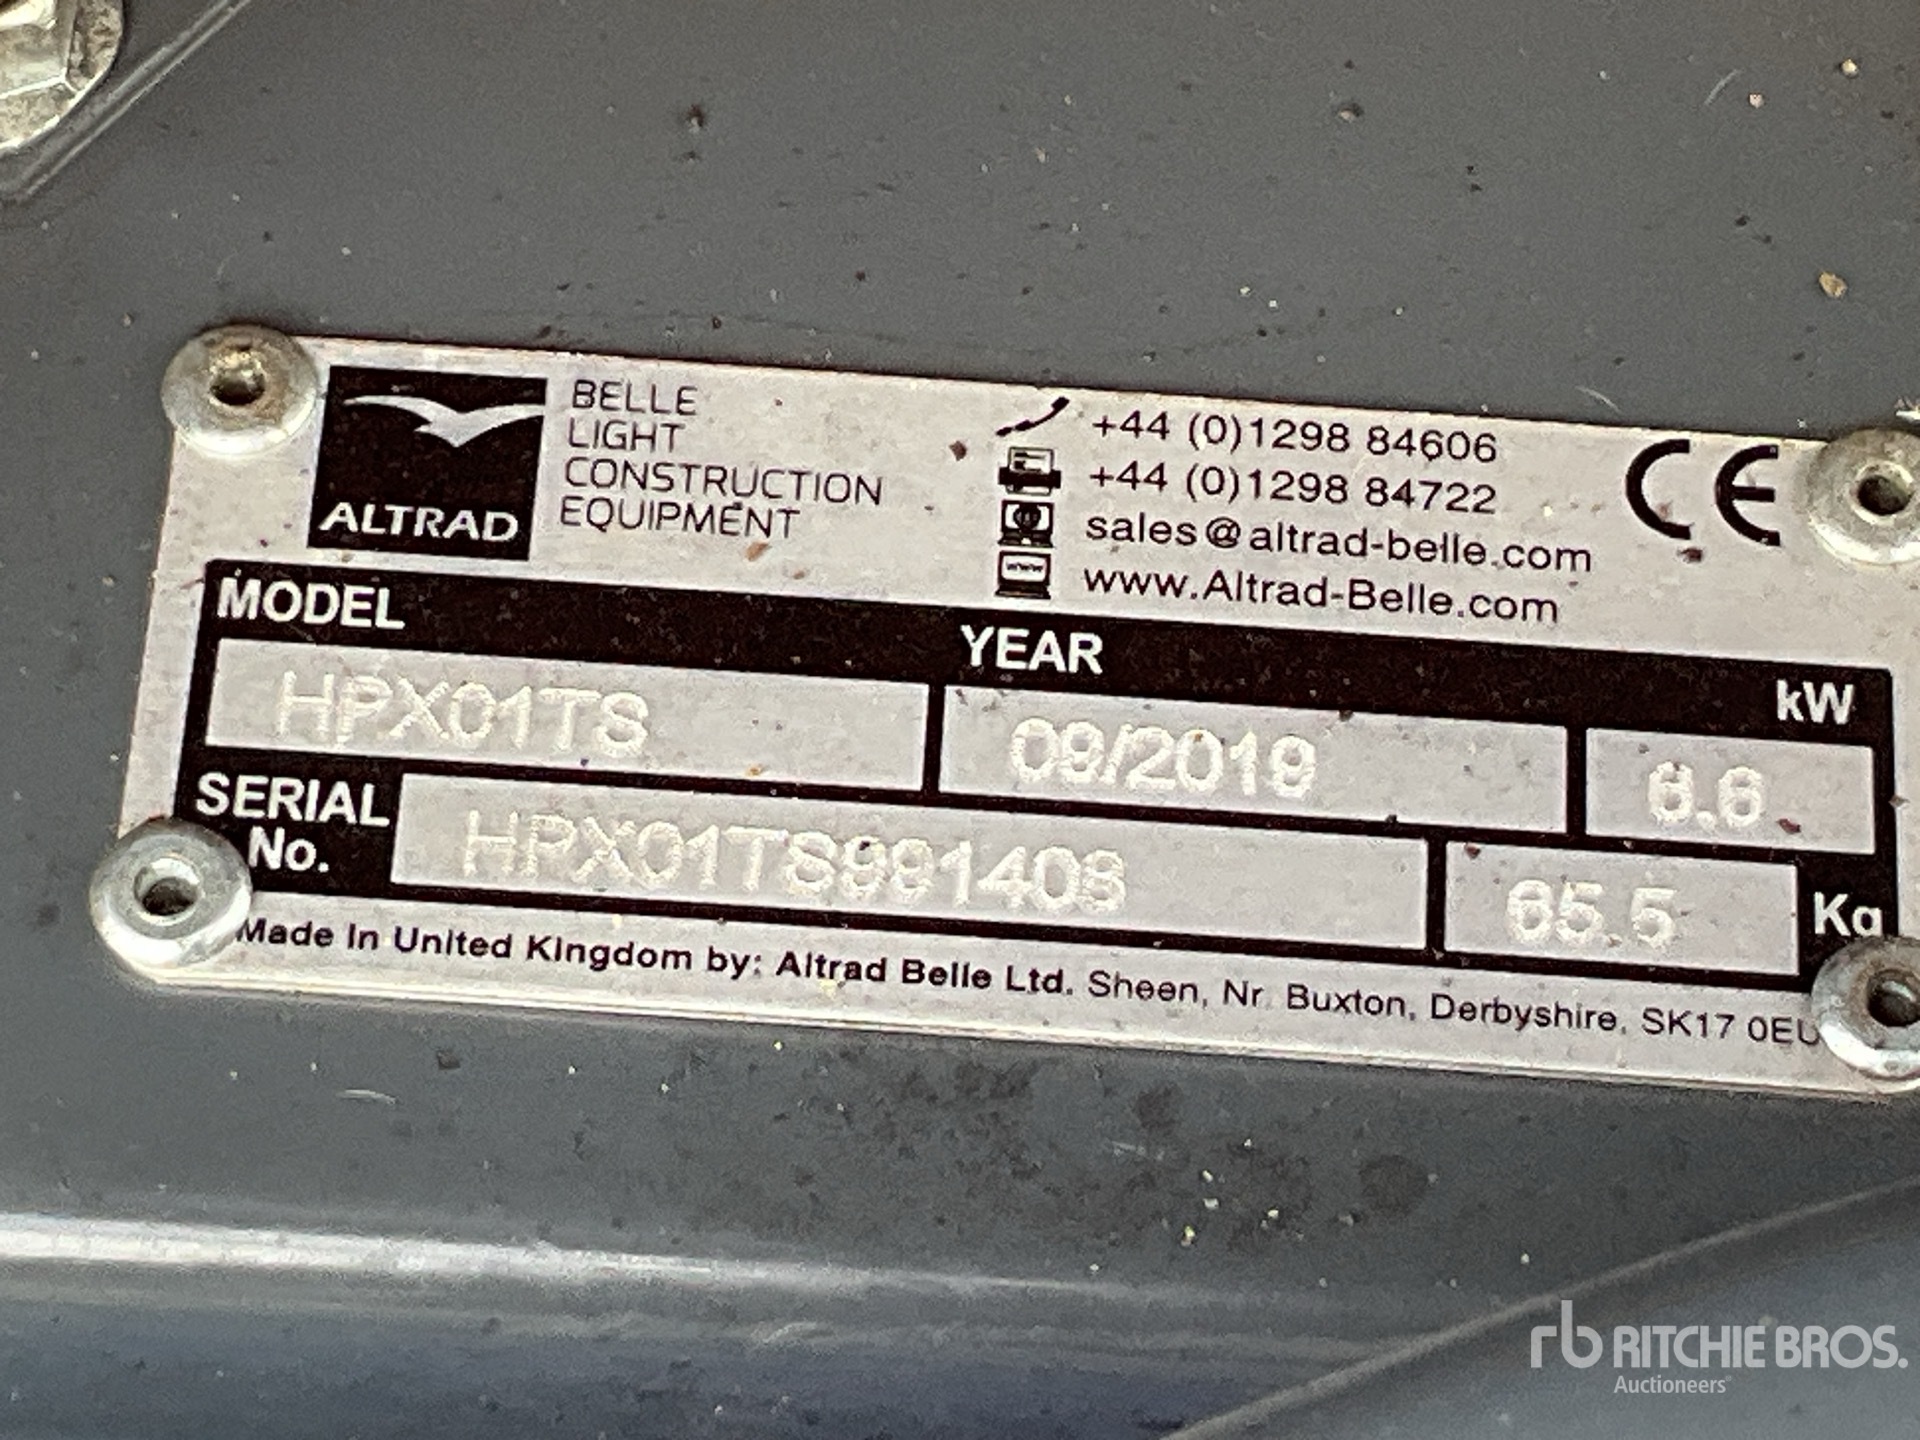 ALTRAD
BELLE
LIGHT
CONSTRUCTION
EQUIPMENT
+44 (0)1298 84606
+44 (0)1298 84722
sales@altrad-belle.com
www
www.Altrad-Belle.com
CE
MODEL
YEAR
kW
HPX01TS
09/2019
6.6
SERIAL
No.
HPX01TS991408
65.5
Kg
Made In United Kingdom by: Altrad Belle Ltd. Sheen, Nr. Buxton, Derbyshire, SK17 0EU
rb RITCHIE BROS.
Auctioneers